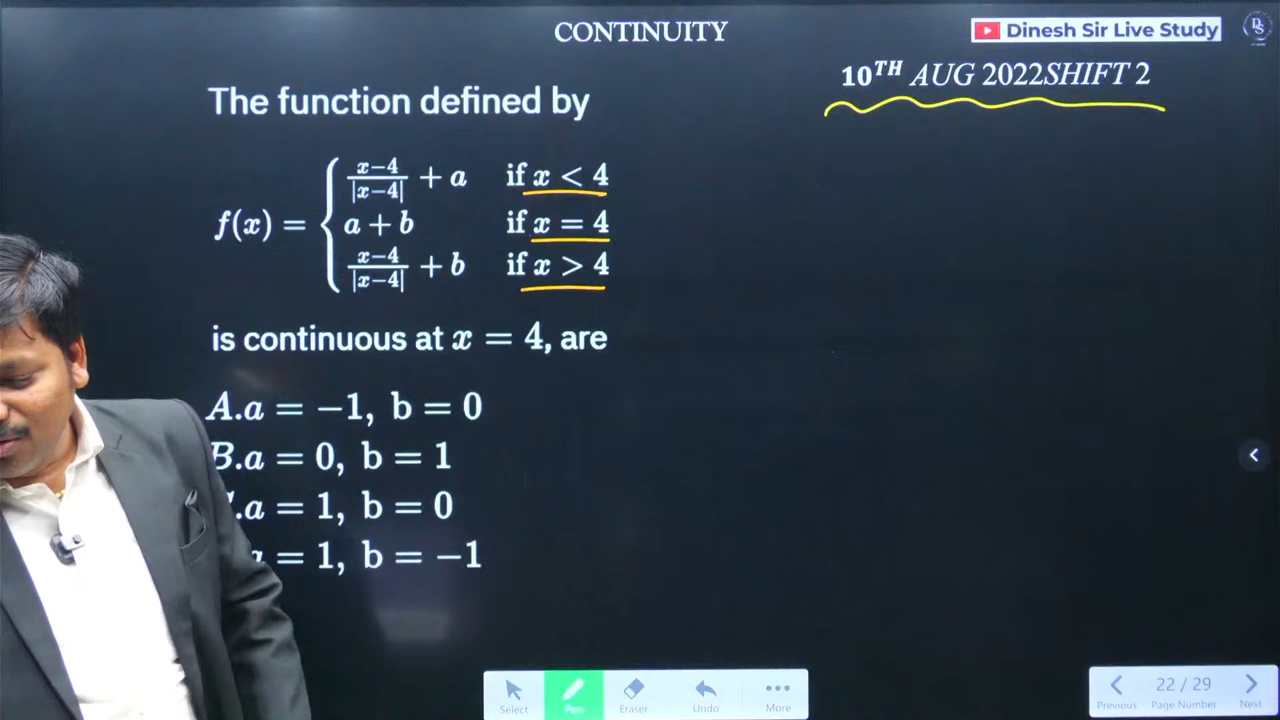 CONTINUITY
Dinesh Sir Live Study
DS
10TH AUG 2022SHIFT 2
The function defined by
f(x) = { (x−4)/|x−4| + a if x < 4
a + b if x = 4
(x−4)/|x−4| + b if x > 4
is continuous at x = 4, are
A.a = −1, b = 0
B.a = 0, b = 1
.a = 1, b = 0
= 1, b = −1
Select
Pen
Eraser
Undo
More
Previous
22 / 29
Page Number
Next